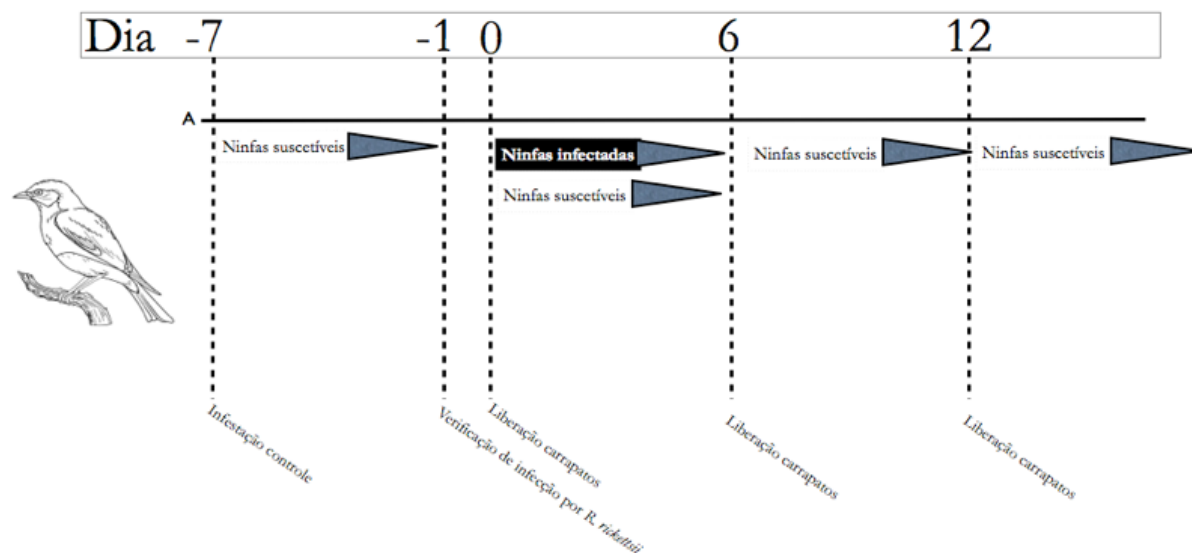 Dia -7 -1 0 6 12
A
Ninfas suscetíveis Ninfas infectadas Ninfas suscetíveis Ninfas suscetíveis
Ninfas suscetíveis
Infestação controle
Verificação de infecção por R. rickettsii
Liberação carrapatos
Liberação carrapatos
Liberação carrapatos